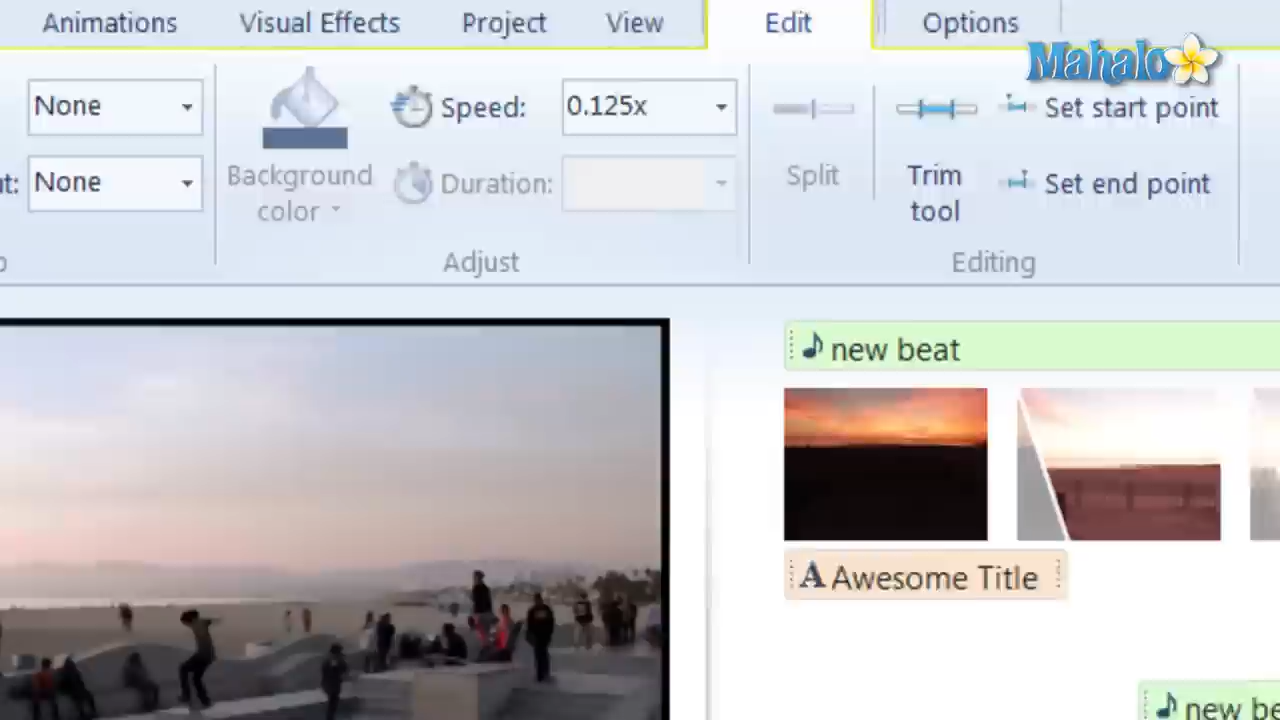 Animations Visual Effects Project View Edit Options
Mahalo
None Speed: 0.125x Set start point
None Background color Duration: Split Trim tool Set end point
Adjust Editing
new beat
A Awesome Title
new be